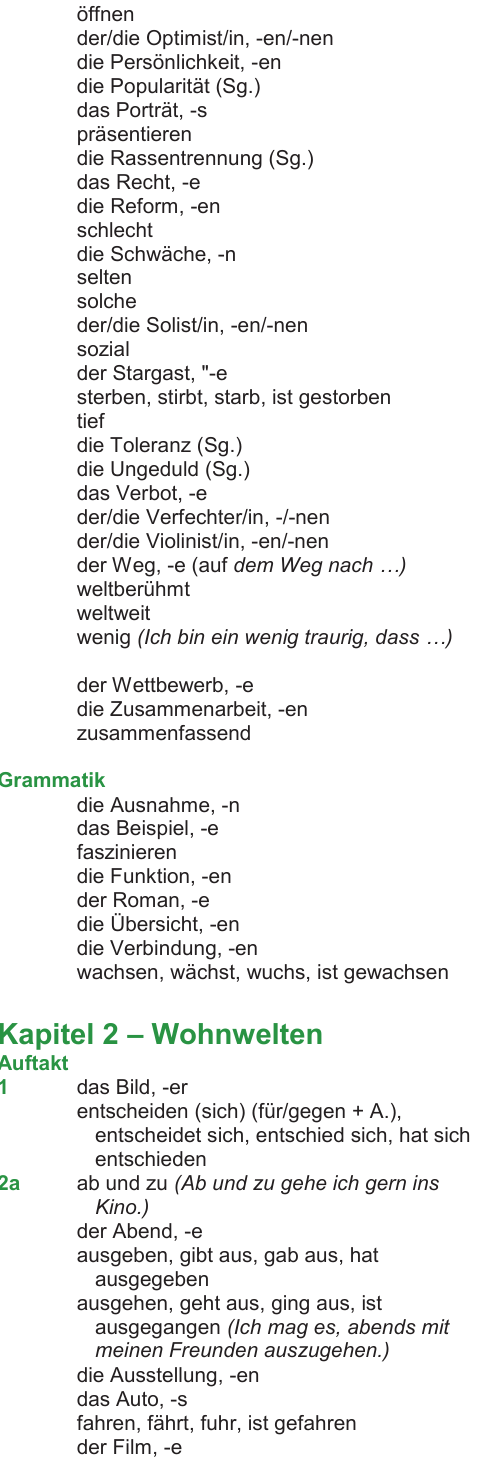 öffnen
der/die Optimist/in, -en/-nen
die Persönlichkeit, -en
die Popularität (Sg.)
das Porträt, -s
präsentieren
die Rassentrennung (Sg.)
das Recht, -e
die Reform, -en
schlecht
die Schwäche, -n
selten
solche
der/die Solist/in, -en/-nen
sozial
der Stargast, "-e
sterben, stirbt, starb, ist gestorben
tief
die Toleranz (Sg.)
die Ungeduld (Sg.)
das Verbot, -e
der/die Verfechter/in, -/-nen
der/die Violinist/in, -en/-nen
der Weg, -e (auf dem Weg nach …)
weltberühmt
weltweit
wenig (Ich bin ein wenig traurig, dass …)
der Wettbewerb, -e
die Zusammenarbeit, -en
zusammenfassend
Grammatik
die Ausnahme, -n
das Beispiel, -e
faszinieren
die Funktion, -en
der Roman, -e
die Übersicht, -en
die Verbindung, -en
wachsen, wächst, wuchs, ist gewachsen
Kapitel 2 – Wohnwelten
Auftakt
1 das Bild, -er
entscheiden (sich) (für/gegen + A.),
entscheidet sich, entschied sich, hat sich
entschieden
2a ab und zu (Ab und zu gehe ich gern ins
Kino.)
der Abend, -e
ausgeben, gibt aus, gab aus, hat
ausgegeben
ausgehen, geht aus, ging aus, ist
ausgegangen (Ich mag es, abends mit
meinen Freunden auszugehen.)
die Ausstellung, -en
das Auto, -s
fahren, fährt, fuhr, ist gefahren
der Film, -e